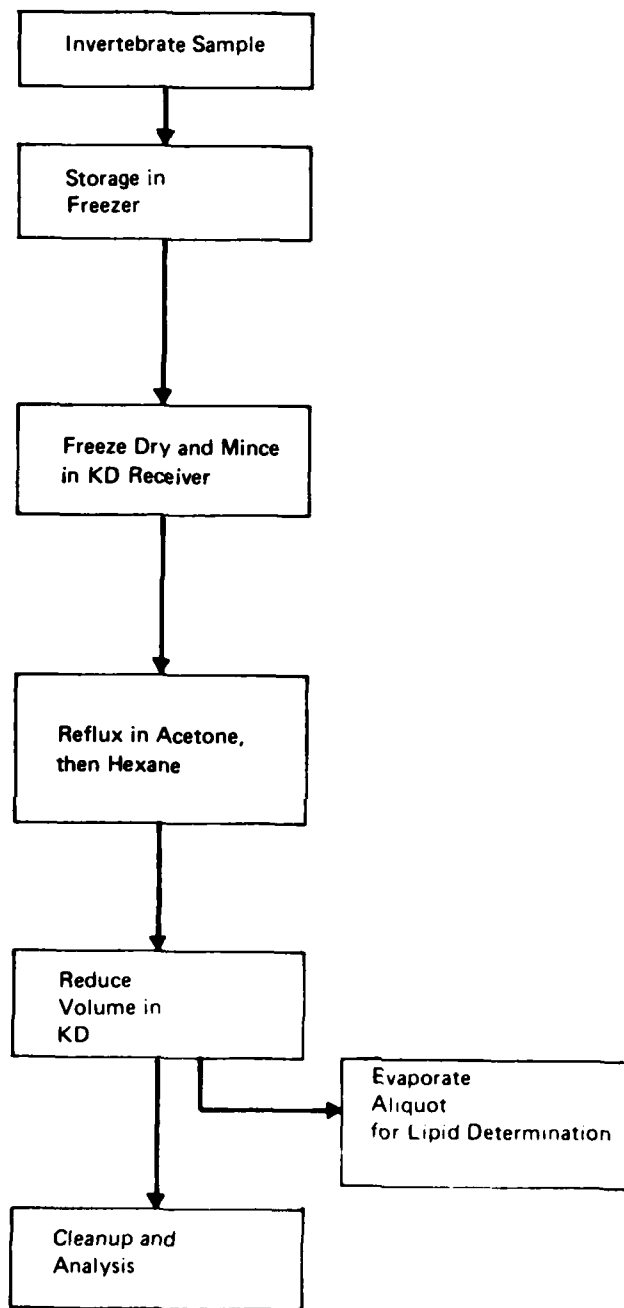 Invertebrate Sample
Storage in
Freezer
Freeze Dry and Mince
in KD Receiver
Reflux in Acetone,
then Hexane
Reduce
Volume in
KD
Evaporate
Aliquot
for Lipid Determination
Cleanup and
Analysis